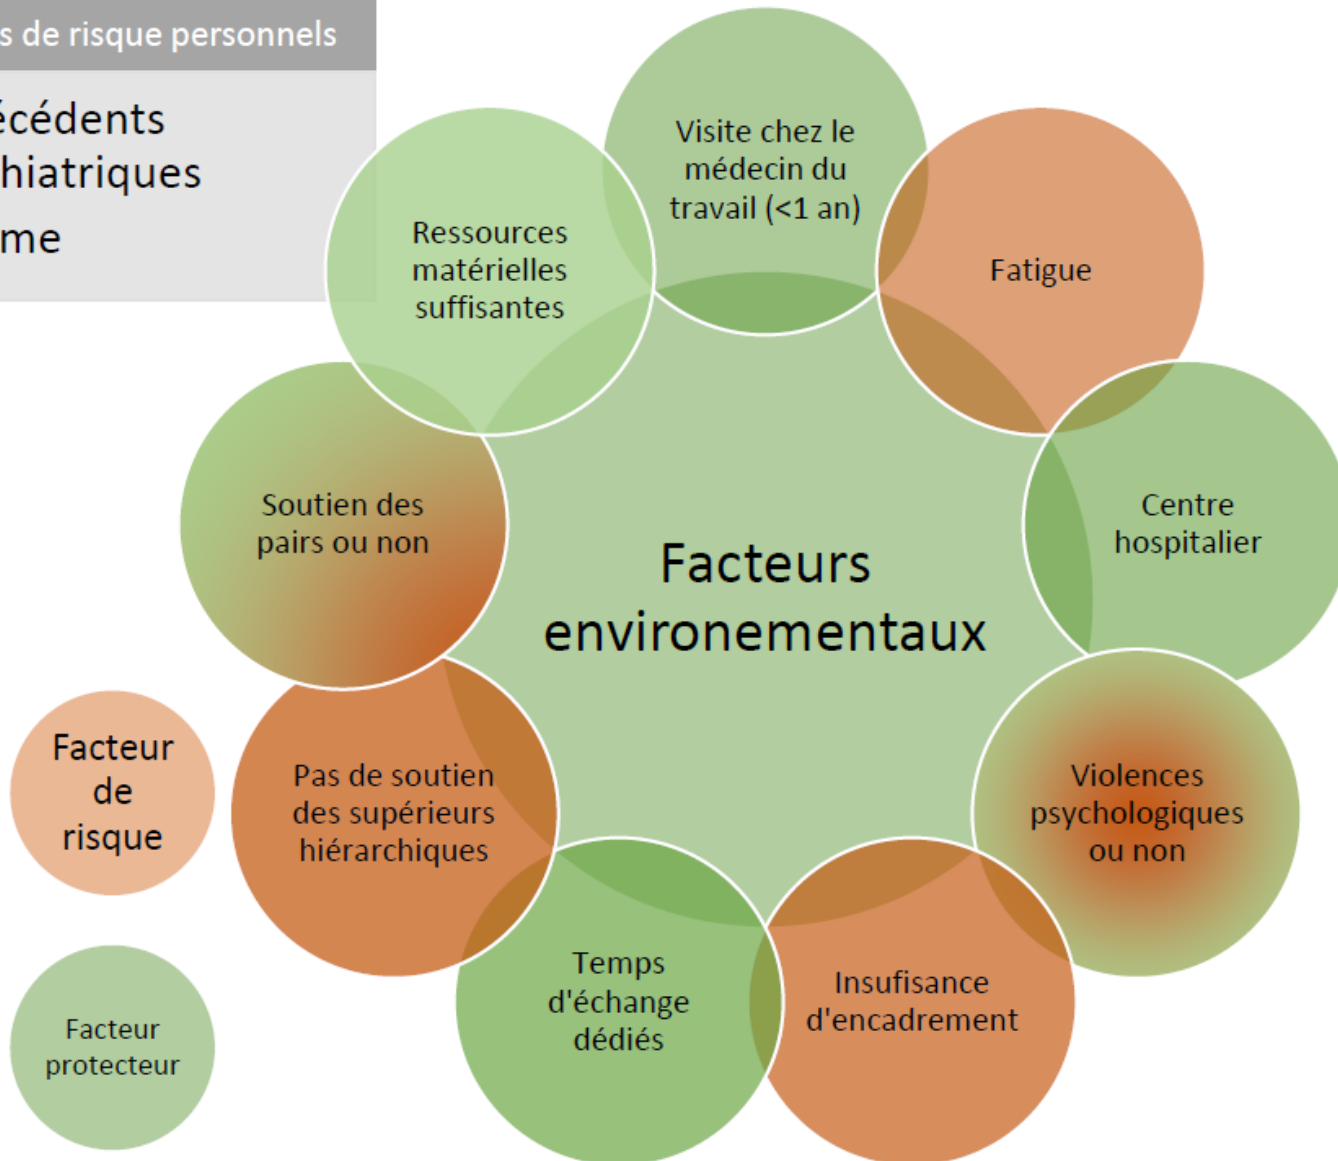 s de risque personnels
écédents
hiatriques
me
Visite chez le
médecin du
travail (<1 an)
Fatigue
Ressources
matérielles
suffisantes
Centre
hospitalier
Soutien des
pairs ou non
Facteurs
environementaux
Violences
psychologiques
ou non
Pas de soutien
des supérieurs
hiérarchiques
Temps
d'échange
dédiés
Insufisance
d'encadrement
Facteur
de
risque
Facteur
protecteur